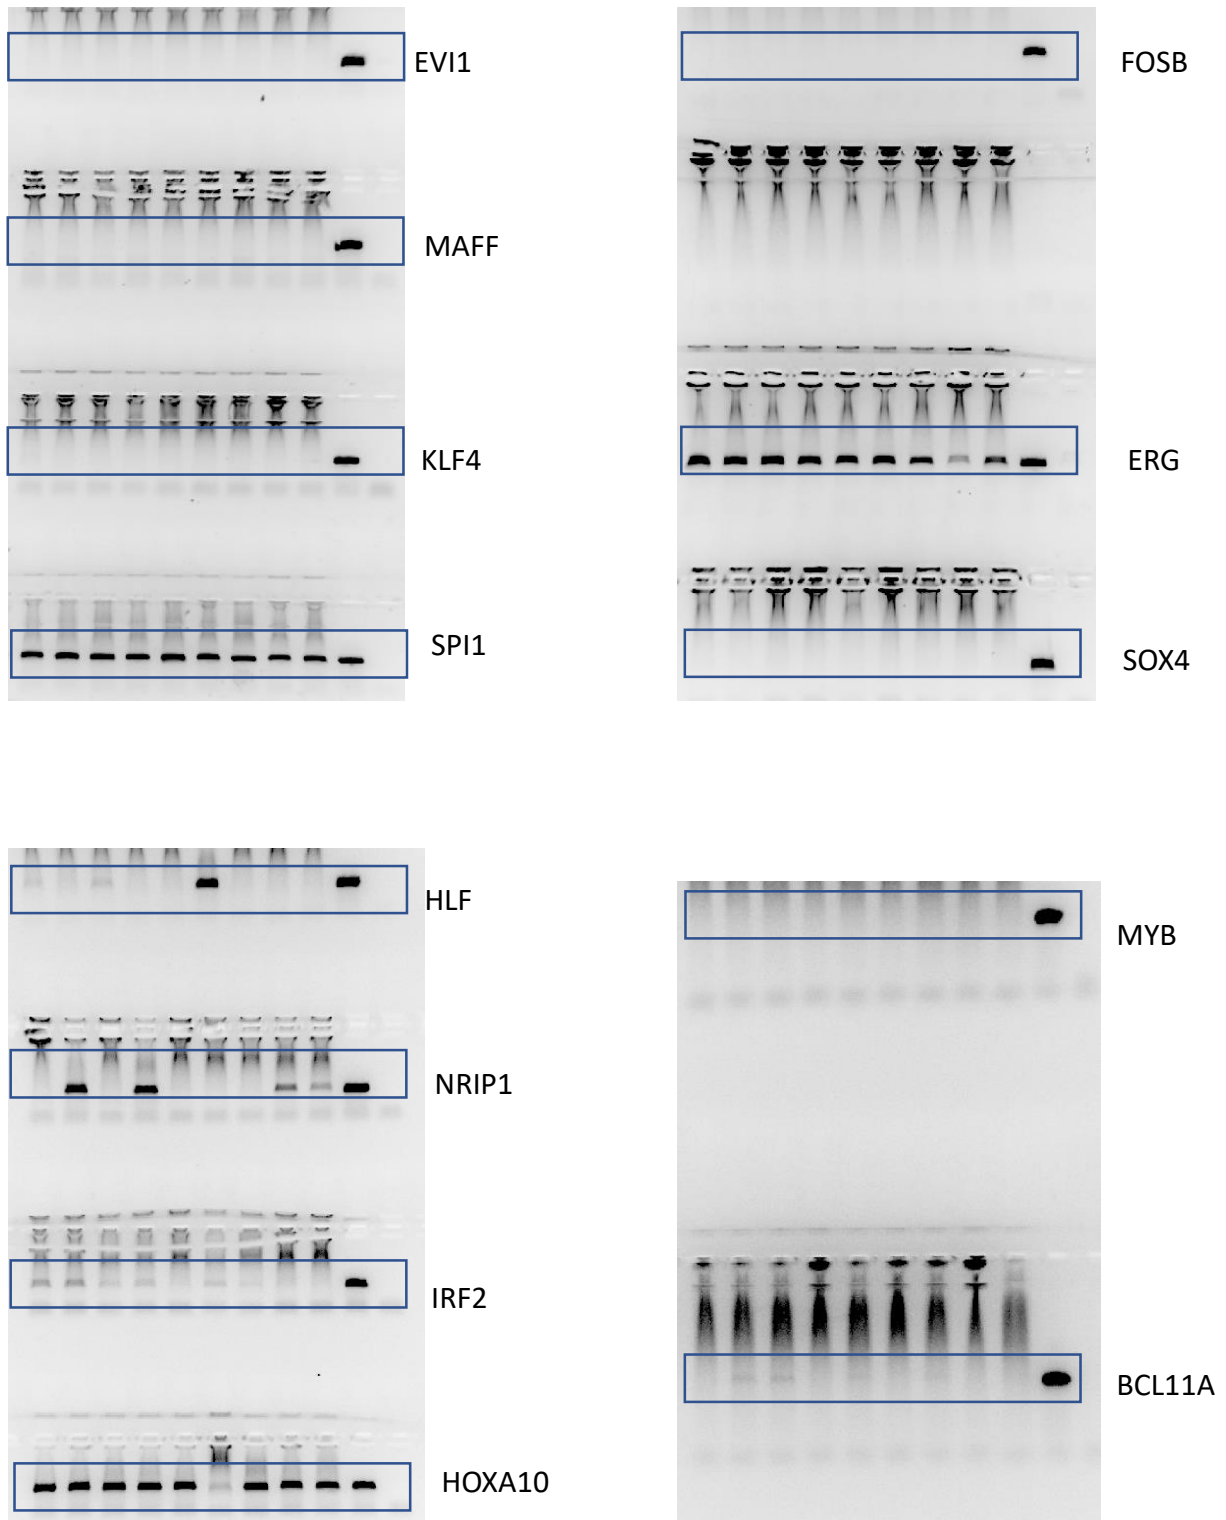 EVI1
MAFF
KLF4
SPI1
FOSB
ERG
SOX4
HLF
NRIP1
IRF2
HOXA10
MYB
BCL11A